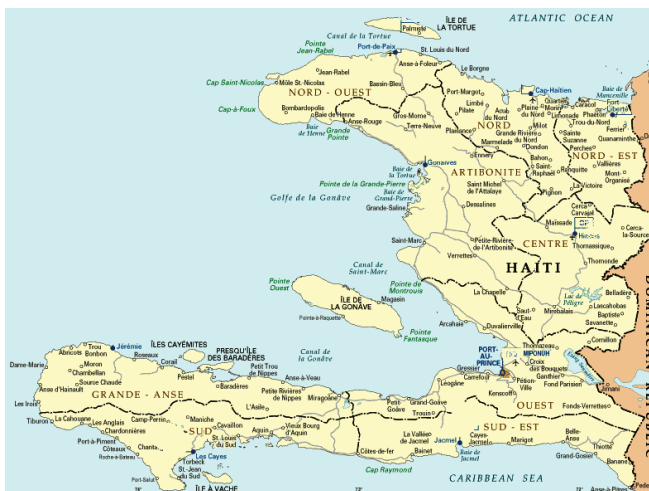 ATLANTIC OCEAN
ÎLE DE
LA TORTUE
Palmiste
Canal de la Tortue
Pointe
Jean-Rabel
Port-de-Paix
St. Louis du Nord
Anse-à-Foleur
Le Borgne
Jean-Rabel
Cap Saint-Nicolas
Môle St-Nicolas
Bassin-Bleu
Cap-Haïtien
Baie de
Mancenille
NORD - OUEST
Port-Margot
Cap-à-Foux
Bombardopolis
Baie de Henne
Anse-Rouge
Baie
de Henne
Grande
Pointe
Gros-Morne
Terre-Neuve
Limbé
Pilate
Plaisance
Acul
du Nord
Plaine
du Nord
Quartier
Morin
Limonade
Caracol
Fort
Liberté
Phaëton
Trou-du-Nord
Ferrier
Ouanaminthe
NORD
Milot
Grande Rivière
du Nord
Sainte
Suzanne
Marmelade
Dondon
Perches
NORD - EST
Ennery
Bahon
Saint-
Raphaël
Ranquitte
Vallières
Mont-
Organisé
Gonaïves
Baie de
la Tortue
ARTIBONITE
Pignon
La Victoire
Pointe de la Grande-Pierre
Baie de
Grand-Pierre
Saint Michel
de l'Attalaye
Golfe de la Gonâve
Grande-Saline
Dessalines
Cerca
Carvajal
Maïssade
Cerca-
la-Source
Hinche
Saint-Marc
Petite-Rivière-
de-l'Artibonite
CENTRE
Thomassique
Verrettes
HAITI
Thomonde
Canal de
Saint-Marc
Pointe
Ouest
Pointe de
Montrouis
Lac de
Péligre
Belladère
ÎLE DE
LA GONÂVE
Magasin
La Chapelle
Lascahobas
Pointe-à-Raquette
Saut-
d'Eau
Mirebalais
Baptiste
Savanette
Pointe
Fantasque
Arcahaie
Duvalierville
Cornillon
Thomazeau
ÎLES CAYÉMITES
Jérémie
Trou
Bonbon
Abricots
Roseaux
PRESQU'ÎLE
DES BARADÈRES
Canal de
la Gonâve
PORT-
AU-
PRINCE
MIPONUH
Croix
des Bouquets
Dame-Marie
Moron
Chambellan
Corail
Pestel
Petit Trou
de Nippes
Anse-à-Veau
Gressier
Carrefour
Ganthier
Source Chaude
Anse d'Hainault
Baradères
Petite Rivière
de Nippes
Léogâne
Pétion-
Ville
Fond Parisien
Jimani
GRANDE - ANSE
Miragoâne
Kenscoff
Les Irois
L'Asile
Petit-
Goâve
Grand-Goâve
Trouin
OUEST
Fonds-Verrettes
Tiburon
La Cahouane
Les Anglais
Chardonnières
Camp-Perrin
Maniche
Cavaillon
Vieux Bourg
d'Aquin
SUD - EST
Port-à-Piment
Côteaux
Roche-à-Bateau
SUD
St. Louis
du Sud
Aquin
La Vallée
de Jacmel
Jacmel
Cayes-
Jacmel
Marigot
Belle-
Anse
Thiotte
Les Cayes
Côtes-de-fer
Bainet
Baie de
Jacmel
Grand-Gosier
Banane
Torbeck
St.-Jean
du Sud
Cap Raymond
Port-Salut
CARIBBEAN SEA
Anse-à-Pitres
ÎLE À VACHE